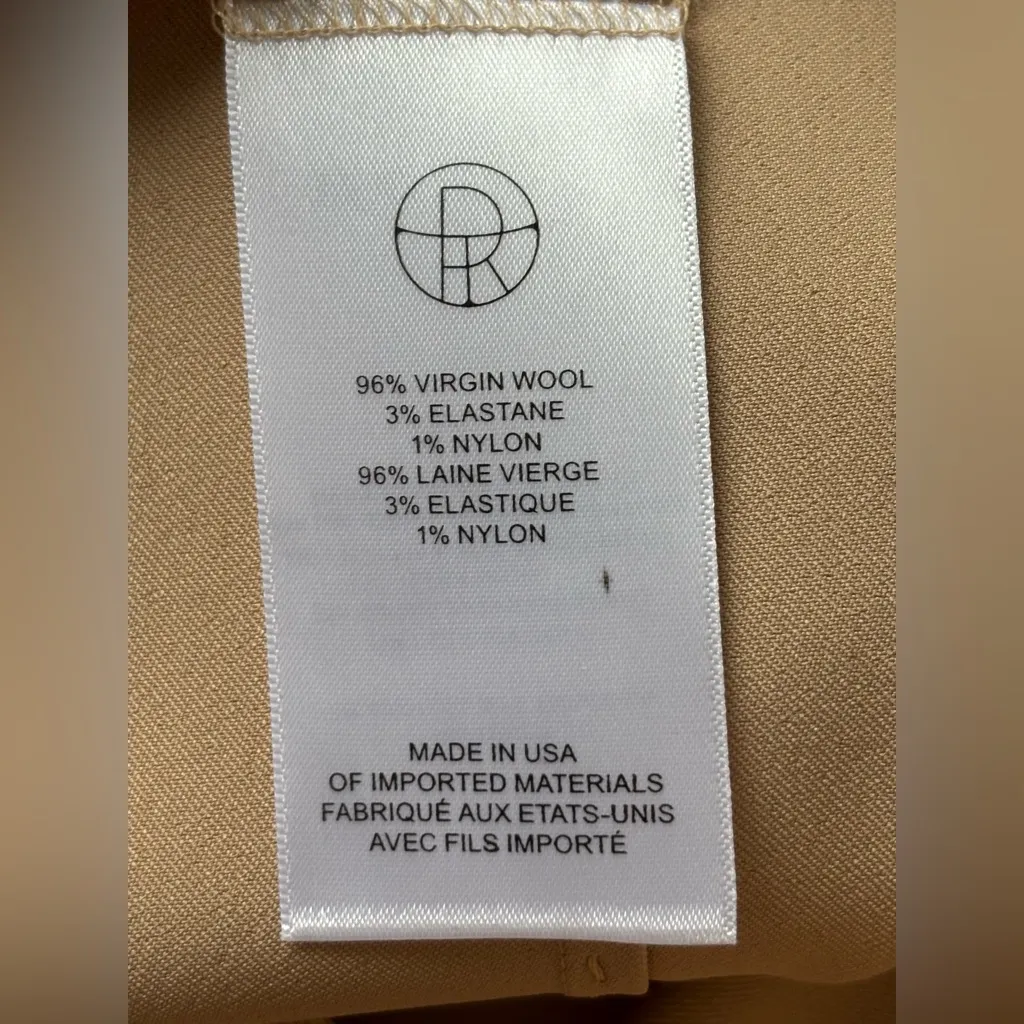 96% VIRGIN WOOL
3% ELASTANE
1% NYLON
96% LAINE VIERGE
3% ELASTIQUE
1% NYLON
MADE IN USA
OF IMPORTED MATERIALS
FABRIQUÉ AUX ETATS-UNIS
AVEC FILS IMPORTÉ